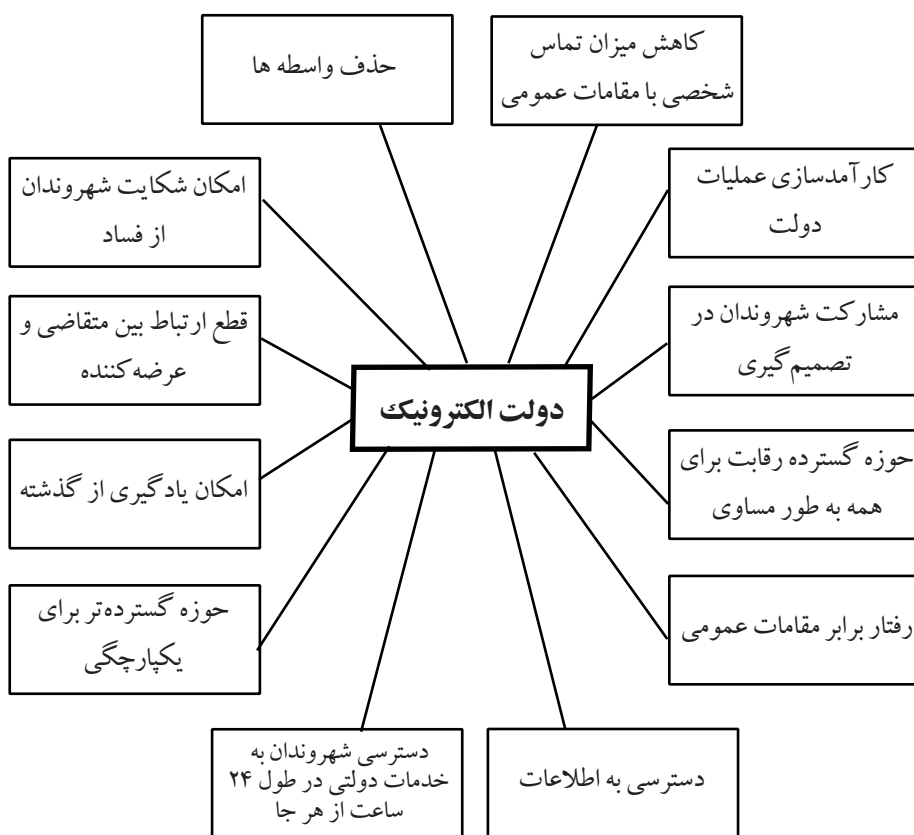 کاهش میزان تماس
شخصی با مقامات عمومی
حذف واسطه ها
کارآمدسازی عملیات
دولت
امکان شکایت شهروندان
از فساد
مشارکت شهروندان در
تصمیم‌گیری
قطع ارتباط بین متقاضی و
عرضه‌کننده
دولت الکترونیک
حوزه گسترده رقابت برای
همه به طور مساوی
امکان یادگیری از گذشته
رفتار برابر مقامات عمومی
حوزه گسترده‌تر برای
یکپارچگی
دسترسی به اطلاعات
دسترسی شهروندان به
خدمات دولتی در طول ۲۴
ساعت از هر جا